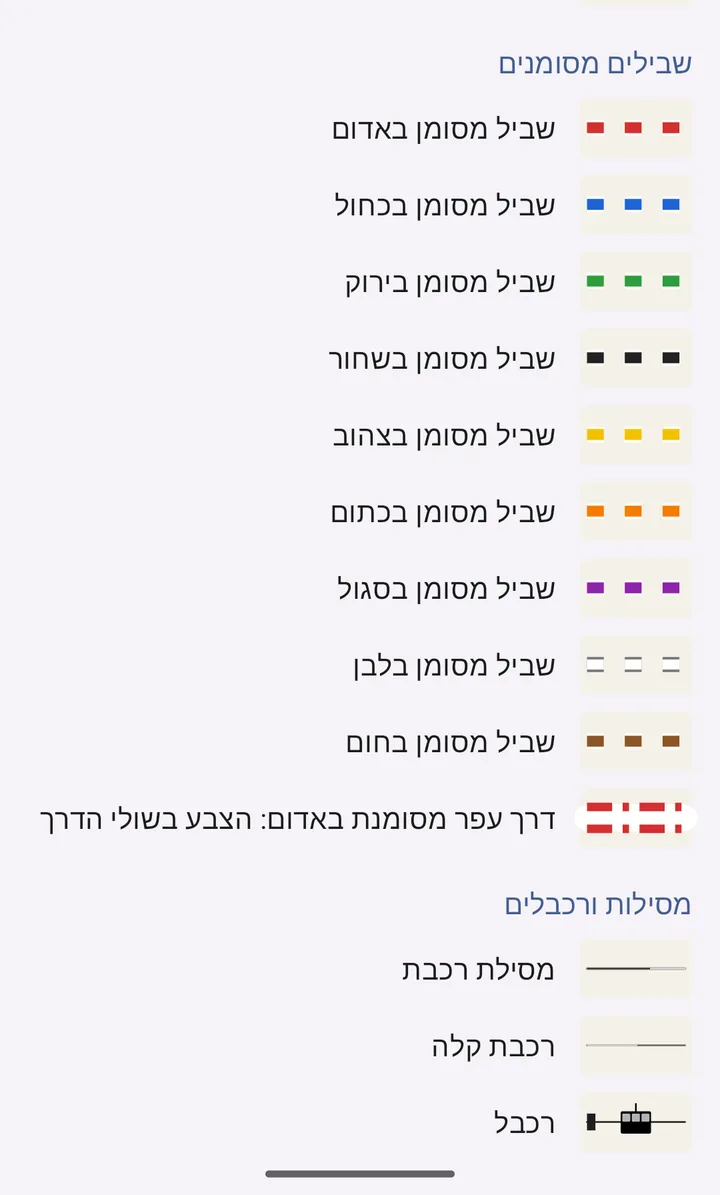 שבילים מסומנים
שביל מסומן באדום
שביל מסומן בכחול
שביל מסומן בירוק
שביל מסומן בשחור
שביל מסומן בצהוב
שביל מסומן בכתום
שביל מסומן בסגול
שביל מסומן בלבן
שביל מסומן בחום
דרך עפר מסומנת באדום: הצבע בשולי הדרך
מסילות ורכבלים
מסילת רכבת
רכבת קלה
רכבל